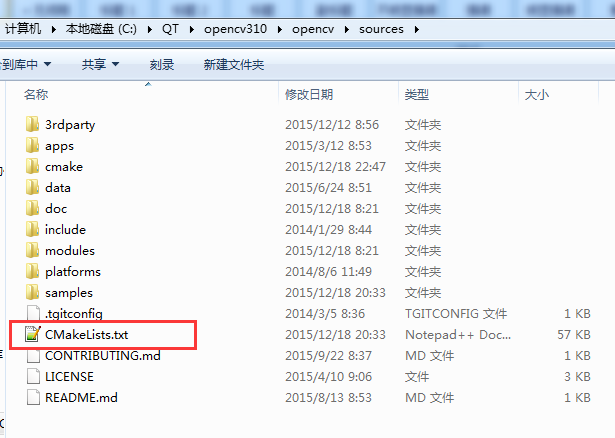 计算机 本地磁盘 (C:) QT opencv310 opencv sources
到库中 共享 刻录 新建文件夹
名称 修改日期 类型 大小
3rdparty 2015/12/12 8:56 文件夹
apps 2015/3/12 8:53 文件夹
cmake 2015/12/18 22:47 文件夹
data 2015/6/24 8:51 文件夹
doc 2015/12/18 8:21 文件夹
include 2014/1/29 8:44 文件夹
modules 2015/12/18 8:21 文件夹
platforms 2014/8/6 11:49 文件夹
samples 2015/12/18 20:33 文件夹
.tgitconfig 2014/3/5 8:36 TGITCONFIG 文件 1 KB
CMakeLists.txt 2015/12/18 20:33 Notepad++ Doc... 57 KB
CONTRIBUTING.md 2015/9/22 8:37 MD 文件 1 KB
LICENSE 2015/4/10 9:06 文件 3 KB
README.md 2015/8/13 8:53 MD 文件 1 KB